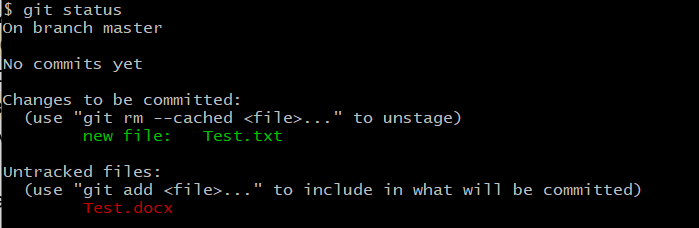 $ git status
On branch master
No commits yet
Changes to be committed:
(use "git rm --cached <file>..." to unstage)
new file: Test.txt
Untracked files:
(use "git add <file>..." to include in what will be committed)
Test.docx